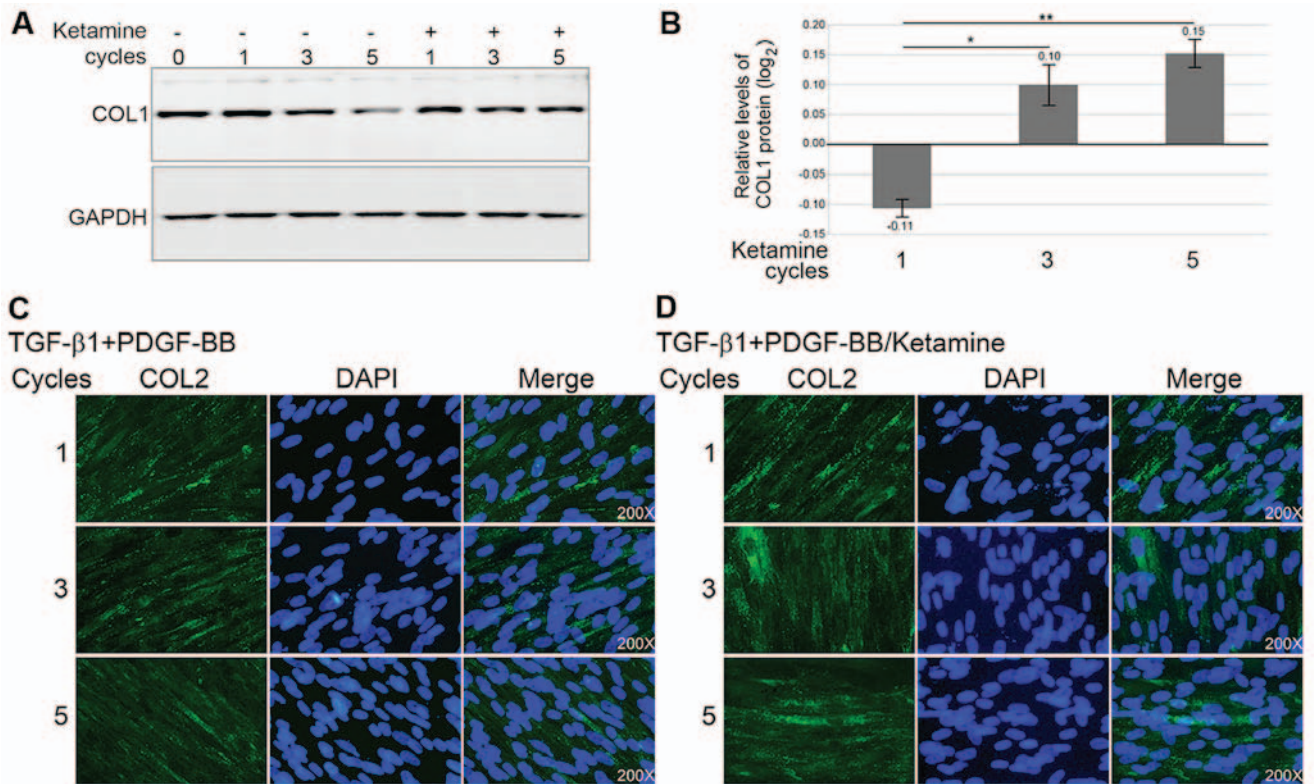 A
Ketamine - - - - + + +
cycles 0 1 3 5 1 3 5
COL1
GAPDH
B
Relative levels of
COL1 protein (log2)
0.20
0.15
0.10
0.05
0.00
-0.05
-0.10
-0.15
**
*
0.15
0.10
-0.11
Ketamine
cycles
1 3 5
C
TGF-β1+PDGF-BB
Cycles COL2 DAPI Merge
1
200X
3
200X
5
200X
D
TGF-β1+PDGF-BB/Ketamine
Cycles COL2 DAPI Merge
1
200X
3
200X
5
200X